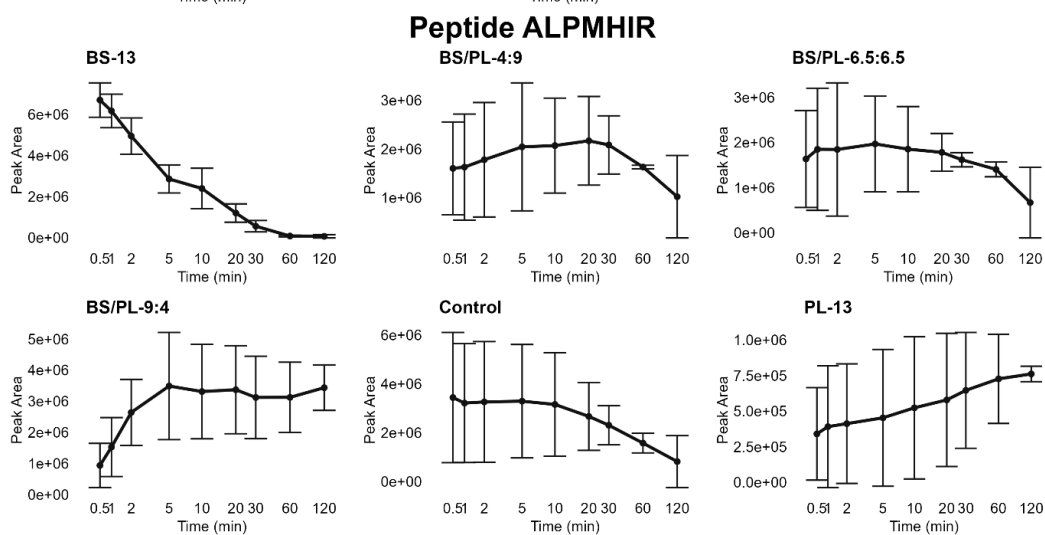 Time (min) Time (min)
Peptide ALPMHIR
BS-13 BS/PL-4:9 BS/PL-6.5:6.5
Peak Area
6e+06
4e+06
2e+06
0e+00
0.51 2 5 10 20 30 60 120
Time (min)
Peak Area
3e+06
2e+06
1e+06
0.51 2 5 10 20 30 60 120
Time (min)
Peak Area
3e+06
2e+06
1e+06
0e+00
0.51 2 5 10 20 30 60 120
Time (min)
BS/PL-9:4 Control PL-13
Peak Area
5e+06
4e+06
3e+06
2e+06
1e+06
0e+00
0.51 2 5 10 20 30 60 120
Time (min)
Peak Area
6e+06
4e+06
2e+06
0e+00
0.51 2 5 10 20 30 60 120
Time (min)
Peak Area
1.0e+06
7.5e+05
5.0e+05
2.5e+05
0.0e+00
0.51 2 5 10 20 30 60 120
Time (min)